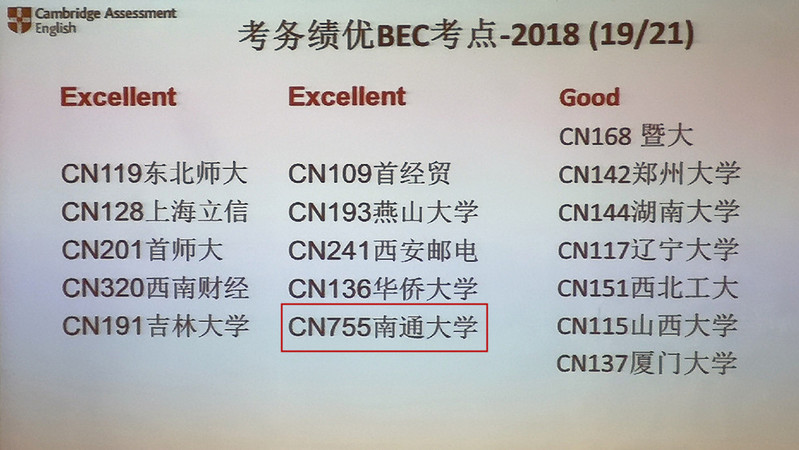 Cambridge Assessment
English
考务绩优BEC考点-2018 (19/21)
Excellent
CN119东北师大
CN128上海立信
CN201首师大
CN320西南财经
CN191吉林大学
Excellent
CN109首经贸
CN193燕山大学
CN241西安邮电
CN136华侨大学
CN755南通大学
Good
CN168 暨大
CN142郑州大学
CN144湖南大学
CN117辽宁大学
CN151西北工大
CN115山西大学
CN137厦门大学